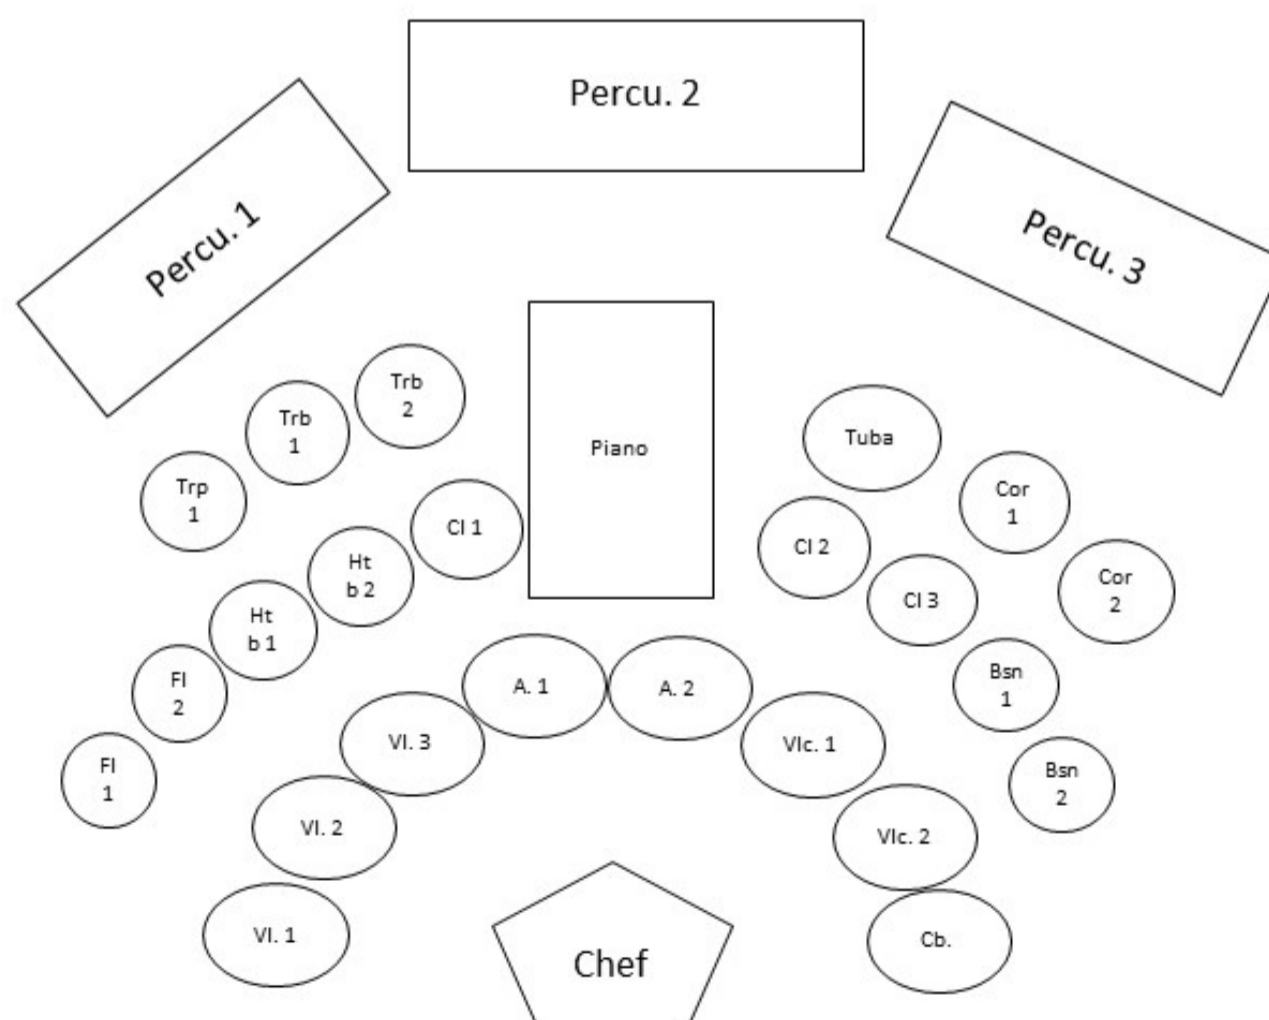 Percu. 2
Percu. 1
Percu. 3
Trb
2
Trb
1
Tuba
Piano
Trp
1
Cor
1
Cl 1
Cl 2
Ht
b 2
Cl 3
Cor
2
Ht
b 1
Fl
2
A. 1
A. 2
Bsn
1
Vl. 3
Vlc. 1
Fl
1
Bsn
2
Vl. 2
Vlc. 2
Vl. 1
Cb.
Chef